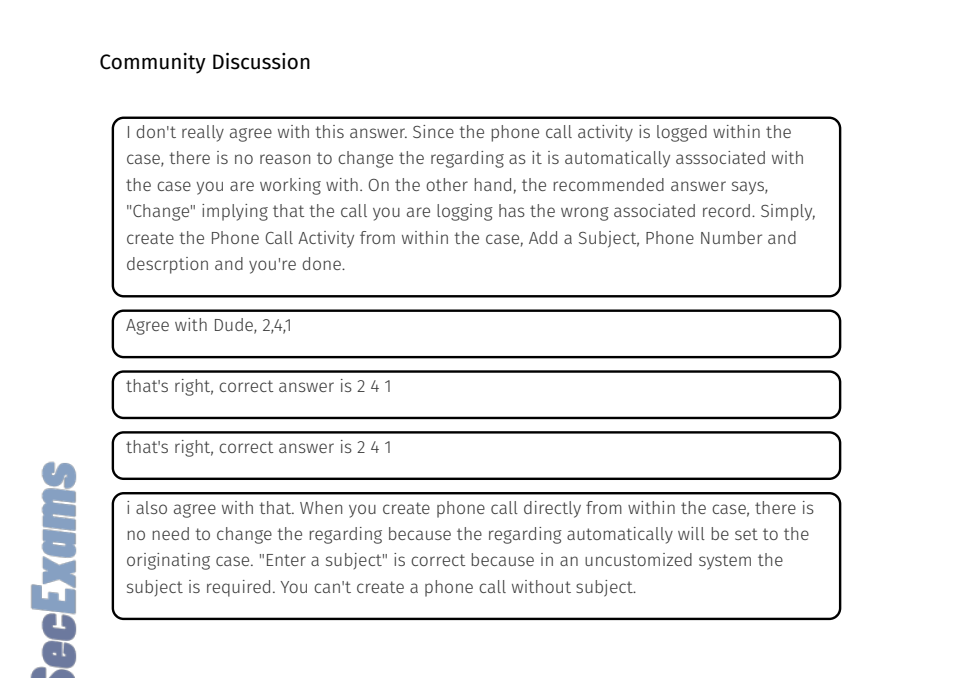 Community Discussion
I don't really agree with this answer. Since the phone call activity is logged within the
case, there is no reason to change the regarding as it is automatically asssociated with
the case you are working with. On the other hand, the recommended answer says,
"Change" implying that the call you are logging has the wrong associated record. Simply,
create the Phone Call Activity from within the case, Add a Subject, Phone Number and
descrption and you're done.
Agree with Dude, 2,4,1
that's right, correct answer is 2 4 1
that's right, correct answer is 2 4 1
i also agree with that. When you create phone call directly from within the case, there is
no need to change the regarding because the regarding automatically will be set to the
originating case. "Enter a subject" is correct because in an uncustomized system the
subject is required. You can't create a phone call without subject.
SecExams